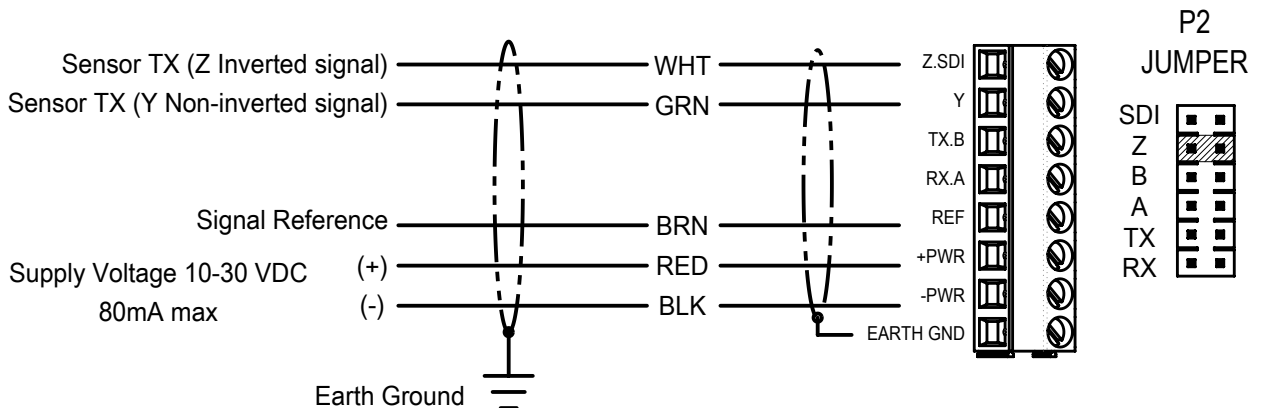 P2
JUMPER
Sensor TX (Z Inverted signal) WHT Z.SDI
Sensor TX (Y Non-inverted signal) GRN Y
TX.B
RX.A
Signal Reference BRN REF
Supply Voltage 10-30 VDC (+) RED +PWR
80mA max (-) BLK -PWR
EARTH GND
Earth Ground
SDI
Z
B
A
TX
RX